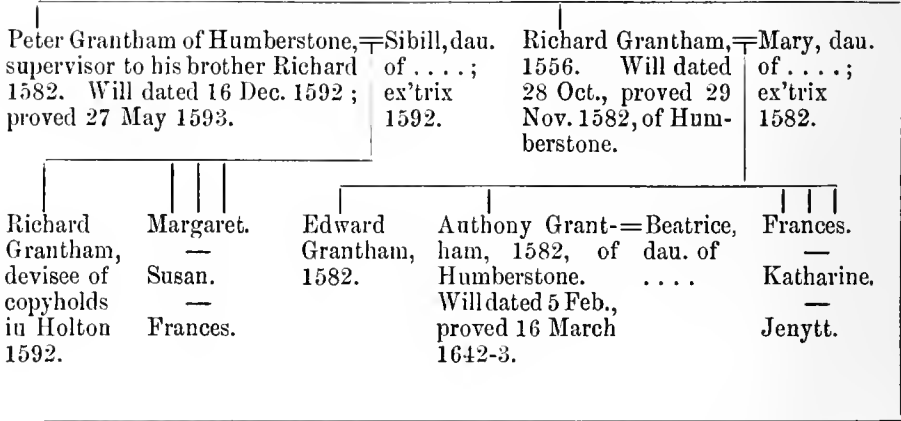 Peter Grantham of Humberstone,
supervisor to his brother Richard
1582. Will dated 16 Dec. 1592 ;
proved 27 May 1593.
=Sibill, dau.
of . . . . ;
ex'trix
1592.
Richard Grantham,
1556. Will dated
28 Oct., proved 29
Nov. 1582, of Hum-
berstone.
=Mary, dau.
of . . . . ;
ex'trix
1582.
Richard
Grantham,
devisee of
copyholds
in Holton
1592.
Margaret.
—
Susan.
—
Frances.
Edward
Grantham,
1582.
Anthony Grant-
ham, 1582, of
Humberstone.
Will dated 5 Feb.,
proved 16 March
1642-3.
=Beatrice,
dau. of
. . . .
Frances.
—
Katharine.
—
Jenytt.